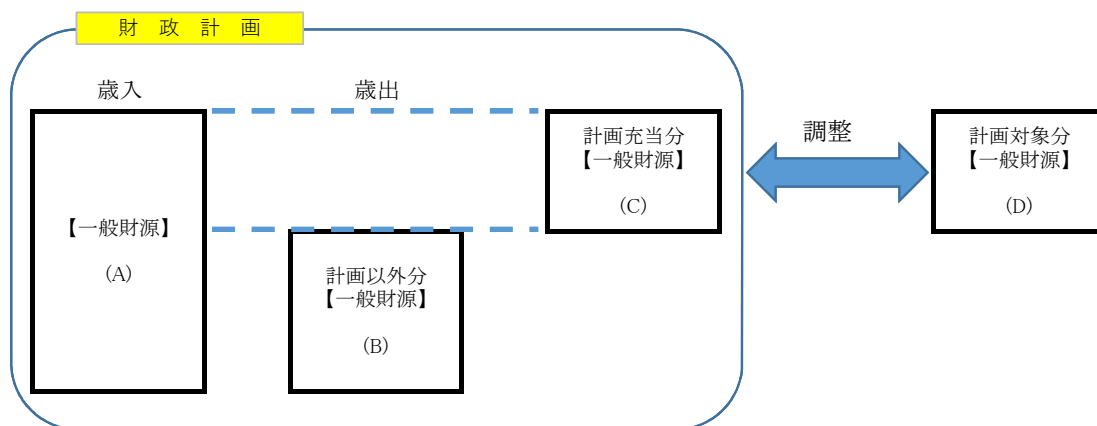 財 政 計 画
歳入
歳出
【一般財源】
(A)
計画以外分
【一般財源】
(B)
計画充当分
【一般財源】
(C)
調整
計画対象分
【一般財源】
(D)